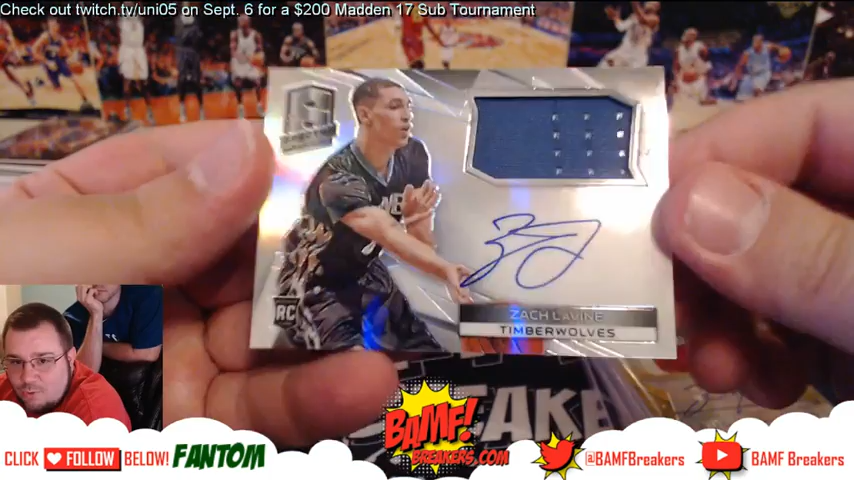 Check out twitch.tv/uni05 on Sept. 6 for a $200 Madden 17 Sub Tournament
RC
ZACH LAVINE
TIMBERWOLVES
BREAKE
BAMF!
BREAKERS.COM
CLICK FOLLOW BELOW! FANTOM
@BAMFBreakers
BAMF Breakers